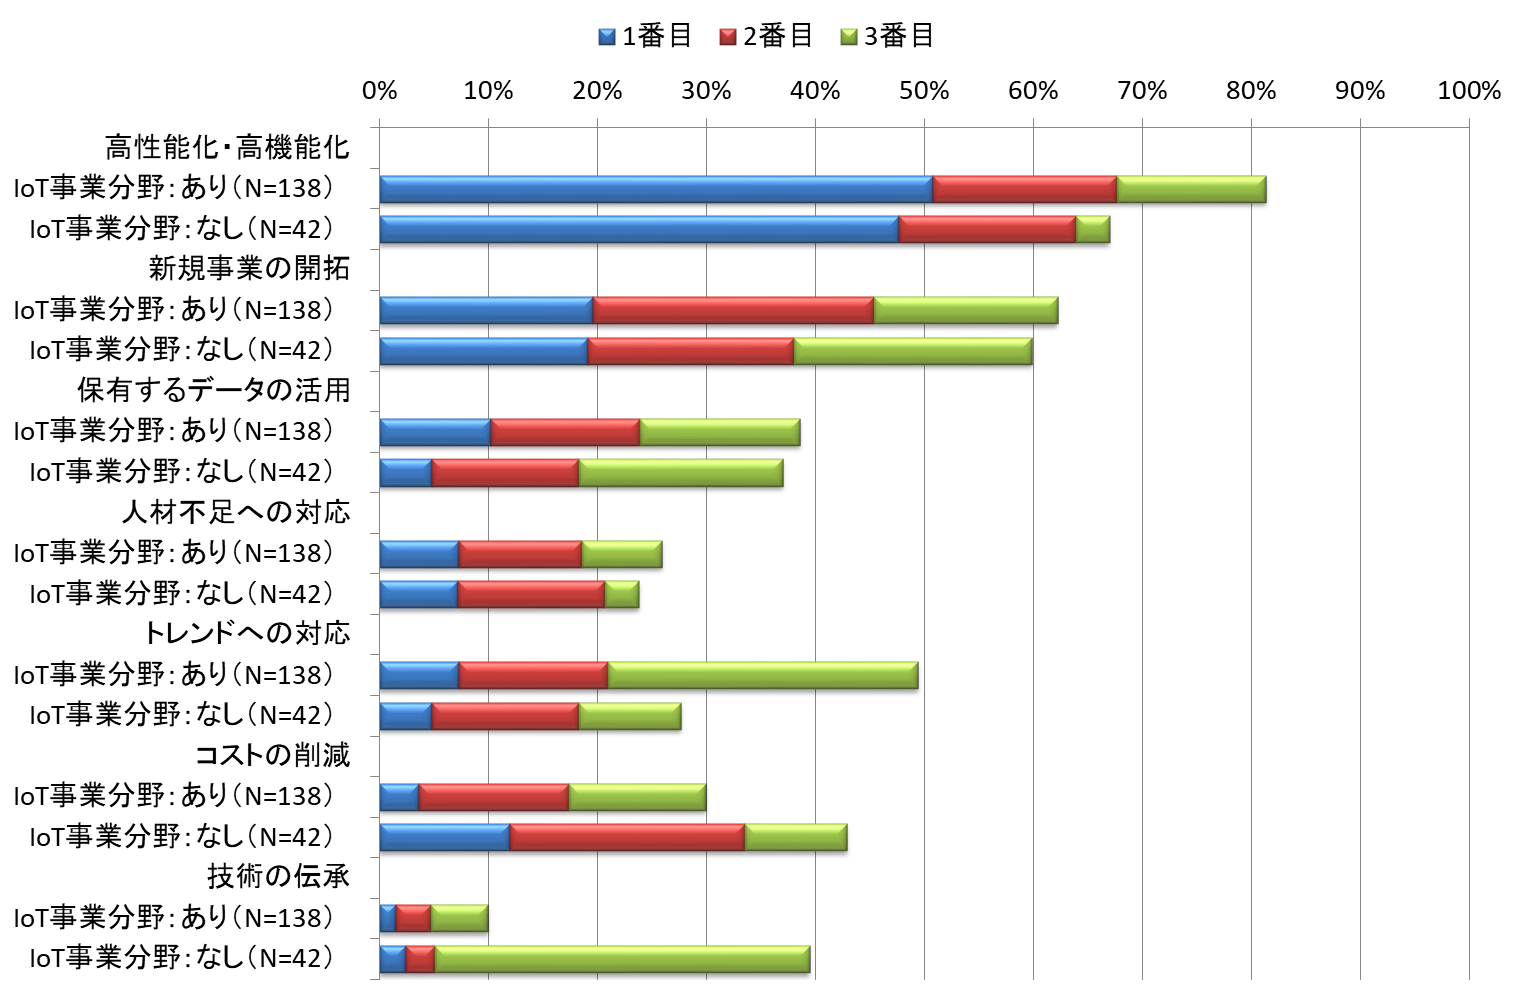 1番目 2番目 3番目
0% 10% 20% 30% 40% 50% 60% 70% 80% 90% 100%
高性能化・高機能化
IoT事業分野：あり（N=138）
IoT事業分野：なし（N=42）
新規事業の開拓
IoT事業分野：あり（N=138）
IoT事業分野：なし（N=42）
保有するデータの活用
IoT事業分野：あり（N=138）
IoT事業分野：なし（N=42）
人材不足への対応
IoT事業分野：あり（N=138）
IoT事業分野：なし（N=42）
トレンドへの対応
IoT事業分野：あり（N=138）
IoT事業分野：なし（N=42）
コストの削減
IoT事業分野：あり（N=138）
IoT事業分野：なし（N=42）
技術の伝承
IoT事業分野：あり（N=138）
IoT事業分野：なし（N=42）